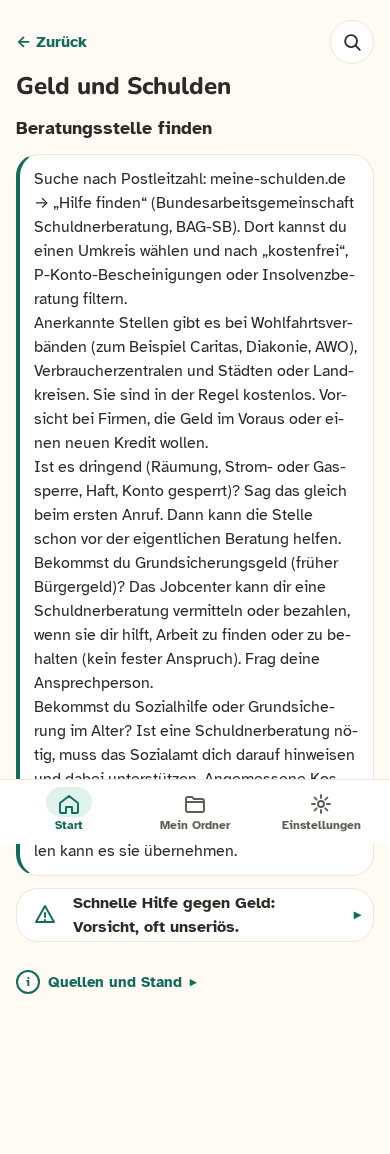 ← Zurück
Geld und Schulden
Beratungsstelle finden
Suche nach Postleitzahl: meine-schulden.de
→ „Hilfe finden“ (Bundesarbeitsgemeinschaft
Schuldnerberatung, BAG-SB). Dort kannst du
einen Umkreis wählen und nach „kostenfrei“,
P-Konto-Bescheinigungen oder Insolvenzbe-
ratung filtern.
Anerkannte Stellen gibt es bei Wohlfahrtsver-
bänden (zum Beispiel Caritas, Diakonie, AWO),
Verbraucherzentralen und Städten oder Land-
kreisen. Sie sind in der Regel kostenlos. Vor-
sicht bei Firmen, die Geld im Voraus oder ei-
nen neuen Kredit wollen.
Ist es dringend (Räumung, Strom- oder Gas-
sperre, Haft, Konto gesperrt)? Sag das gleich
beim ersten Anruf. Dann kann die Stelle
schon vor der eigentlichen Beratung helfen.
Bekommst du Grundsicherungsgeld (früher
Bürgergeld)? Das Jobcenter kann dir eine
Schuldnerberatung vermitteln oder bezahlen,
wenn sie dir hilft, Arbeit zu finden oder zu be-
halten (kein fester Anspruch). Frag deine
Ansprechperson.
Bekommst du Sozialhilfe oder Grundsiche-
rung im Alter? Ist eine Schuldnerberatung nö-
tig, muss das Sozialamt dich darauf hinweisen
und dabei unterstützen. Angemessene Kos-
Start
Mein Ordner
Einstellungen
len kann es sie übernehmen.
Schnelle Hilfe gegen Geld:
Vorsicht, oft unseriös.
Quellen und Stand